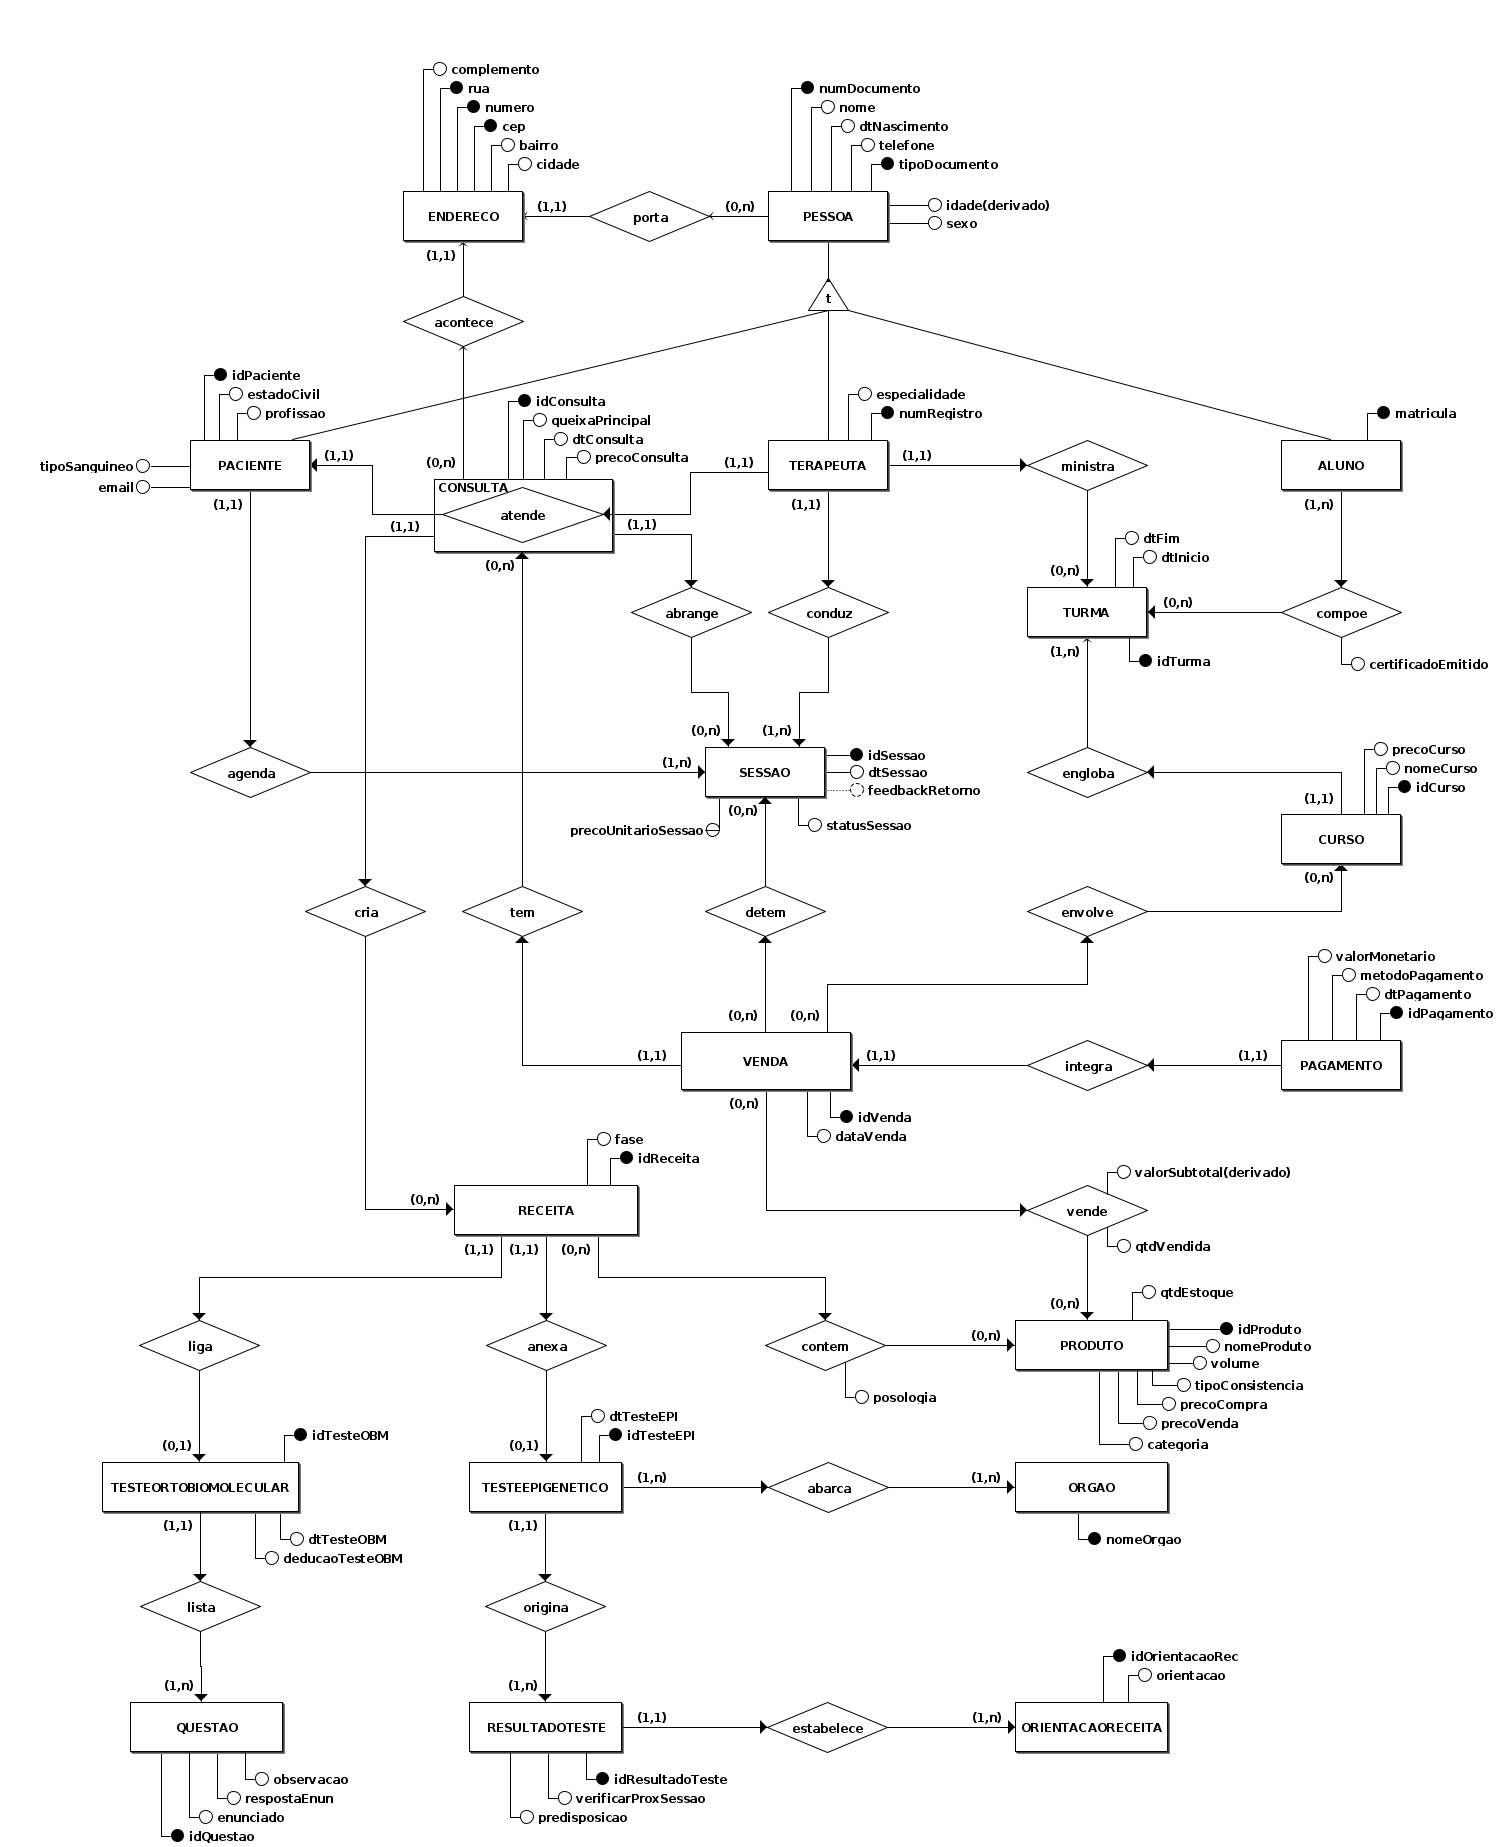 complemento
rua
numero
cep
bairro
cidade
numDocumento
nome
dtNascimento
telefone
tipoDocumento
ENDERECO
(1,1)
porta
(0,n)
PESSOA
idade(derivado)
sexo
(1,1)
t
acontece
idPaciente
estadoCivil
profissao
idConsulta
queixaPrincipal
dtConsulta
precoConsulta
especialidade
numRegistro
matricula
tipoSanguineo
email
PACIENTE
(1,1)
(0,n)
(1,1)
TERAPEUTA
(1,1)
ministra
ALUNO
(1,1)
CONSULTA
atende
(1,1)
(1,1)
(1,1)
(1,n)
(0,n)
(0,n)
dtFim
dtInicio
abrange
conduz
TURMA
(0,n)
compoe
(1,n)
idTurma
certificadoEmitido
(0,n)
(1,n)
agenda
(1,n)
SESSAO
idSessao
dtSessao
feedbackRetorno
engloba
precoCurso
nomeCurso
idCurso
(1,1)
(0,n)
precoUnitarioSessao
statusSessao
CURSO
(0,n)
cria
tem
detem
envolve
valorMonetario
metodoPagamento
dtPagamento
idPagamento
(0,n)
(0,n)
(1,1)
VENDA
(1,1)
integra
(1,1)
PAGAMENTO
(0,n)
idVenda
dataVenda
fase
idReceita
valorSubtotal(derivado)
(0,n)
RECEITA
vende
qtdVendida
(1,1)
(1,1)
(0,n)
(0,n)
qtdEstoque
liga
anexa
contem
(0,n)
PRODUTO
idProduto
nomeProduto
volume
tipoConsistencia
precoCompra
precoVenda
categoria
posologia
(0,1)
idTesteOBM
(0,1)
dtTesteEPI
idTesteEPI
TESTEORTOBIOMOLECULAR
TESTEEPIGENETICO
(1,n)
abarca
(1,n)
ORGAO
(1,1)
dtTesteOBM
deducaoTesteOBM
(1,1)
nomeOrgao
lista
origina
idOrientacaoRec
orientacao
(1,n)
(1,n)
QUESTAO
RESULTADOTESTE
(1,1)
estabelece
(1,n)
ORIENTACAORECEITA
observacao
respostaEnun
enunciado
idQuestao
idResultadoTeste
verificarProxSessao
predisposicao